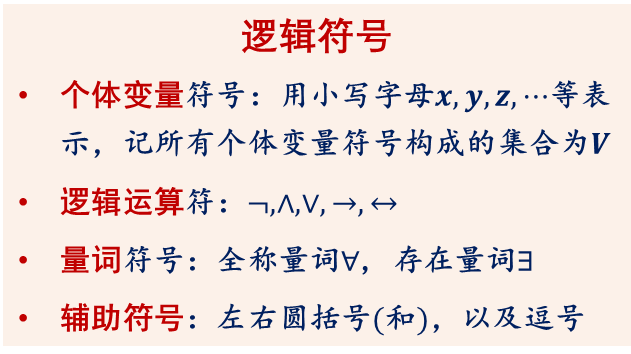 逻辑符号
• 个体变量符号：用小写字母x, y, z, ⋯等表
示，记所有个体变量符号构成的集合为V
• 逻辑运算符：¬,∧,∨, →, ↔
• 量词符号：全称量词∀，存在量词∃
• 辅助符号：左右圆括号(和)，以及逗号